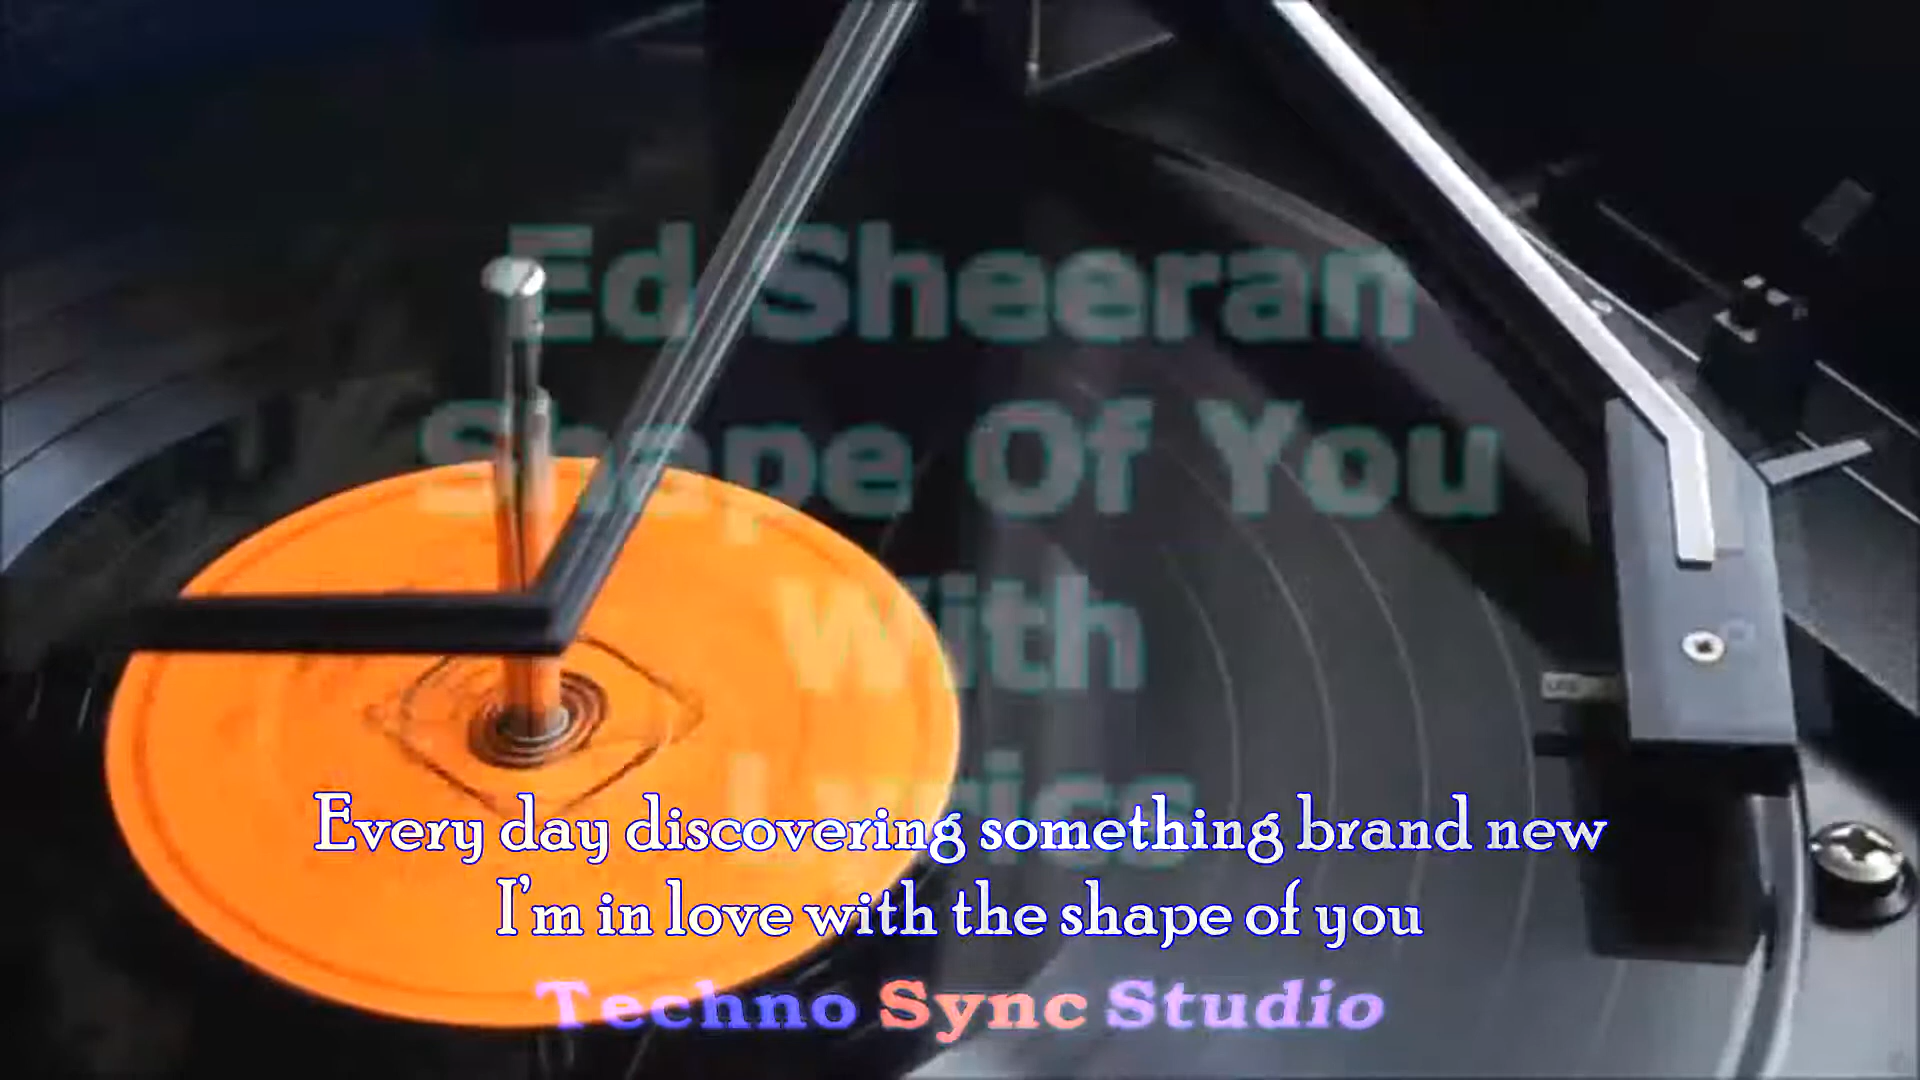 Ed Sheeran
Shape Of You
With
Lyrics
Every day discovering something brand new
I'm in love with the shape of you
Techno Sync Studio